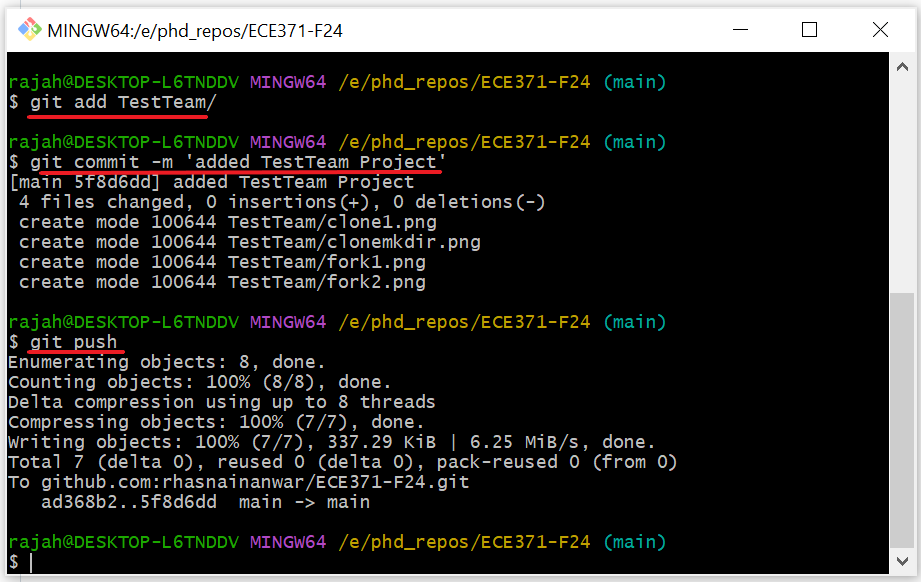 MINGW64:/e/phd_repos/ECE371-F24
rajah@DESKTOP-L6TNDDV MINGW64 /e/phd_repos/ECE371-F24 (main)
$ git add TestTeam/
rajah@DESKTOP-L6TNDDV MINGW64 /e/phd_repos/ECE371-F24 (main)
$ git commit -m 'added TestTeam Project'
[main 5f8d6dd] added TestTeam Project
 4 files changed, 0 insertions(+), 0 deletions(-)
 create mode 100644 TestTeam/clone1.png
 create mode 100644 TestTeam/clonemkdir.png
 create mode 100644 TestTeam/fork1.png
 create mode 100644 TestTeam/fork2.png
rajah@DESKTOP-L6TNDDV MINGW64 /e/phd_repos/ECE371-F24 (main)
$ git push
Enumerating objects: 8, done.
Counting objects: 100% (8/8), done.
Delta compression using up to 8 threads
Compressing objects: 100% (7/7), done.
Writing objects: 100% (7/7), 337.29 KiB | 6.25 MiB/s, done.
Total 7 (delta 0), reused 0 (delta 0), pack-reused 0 (from 0)
To github.com:rhasnainanwar/ECE371-F24.git
   ad368b2..5f8d6dd  main -> main
rajah@DESKTOP-L6TNDDV MINGW64 /e/phd_repos/ECE371-F24 (main)
$